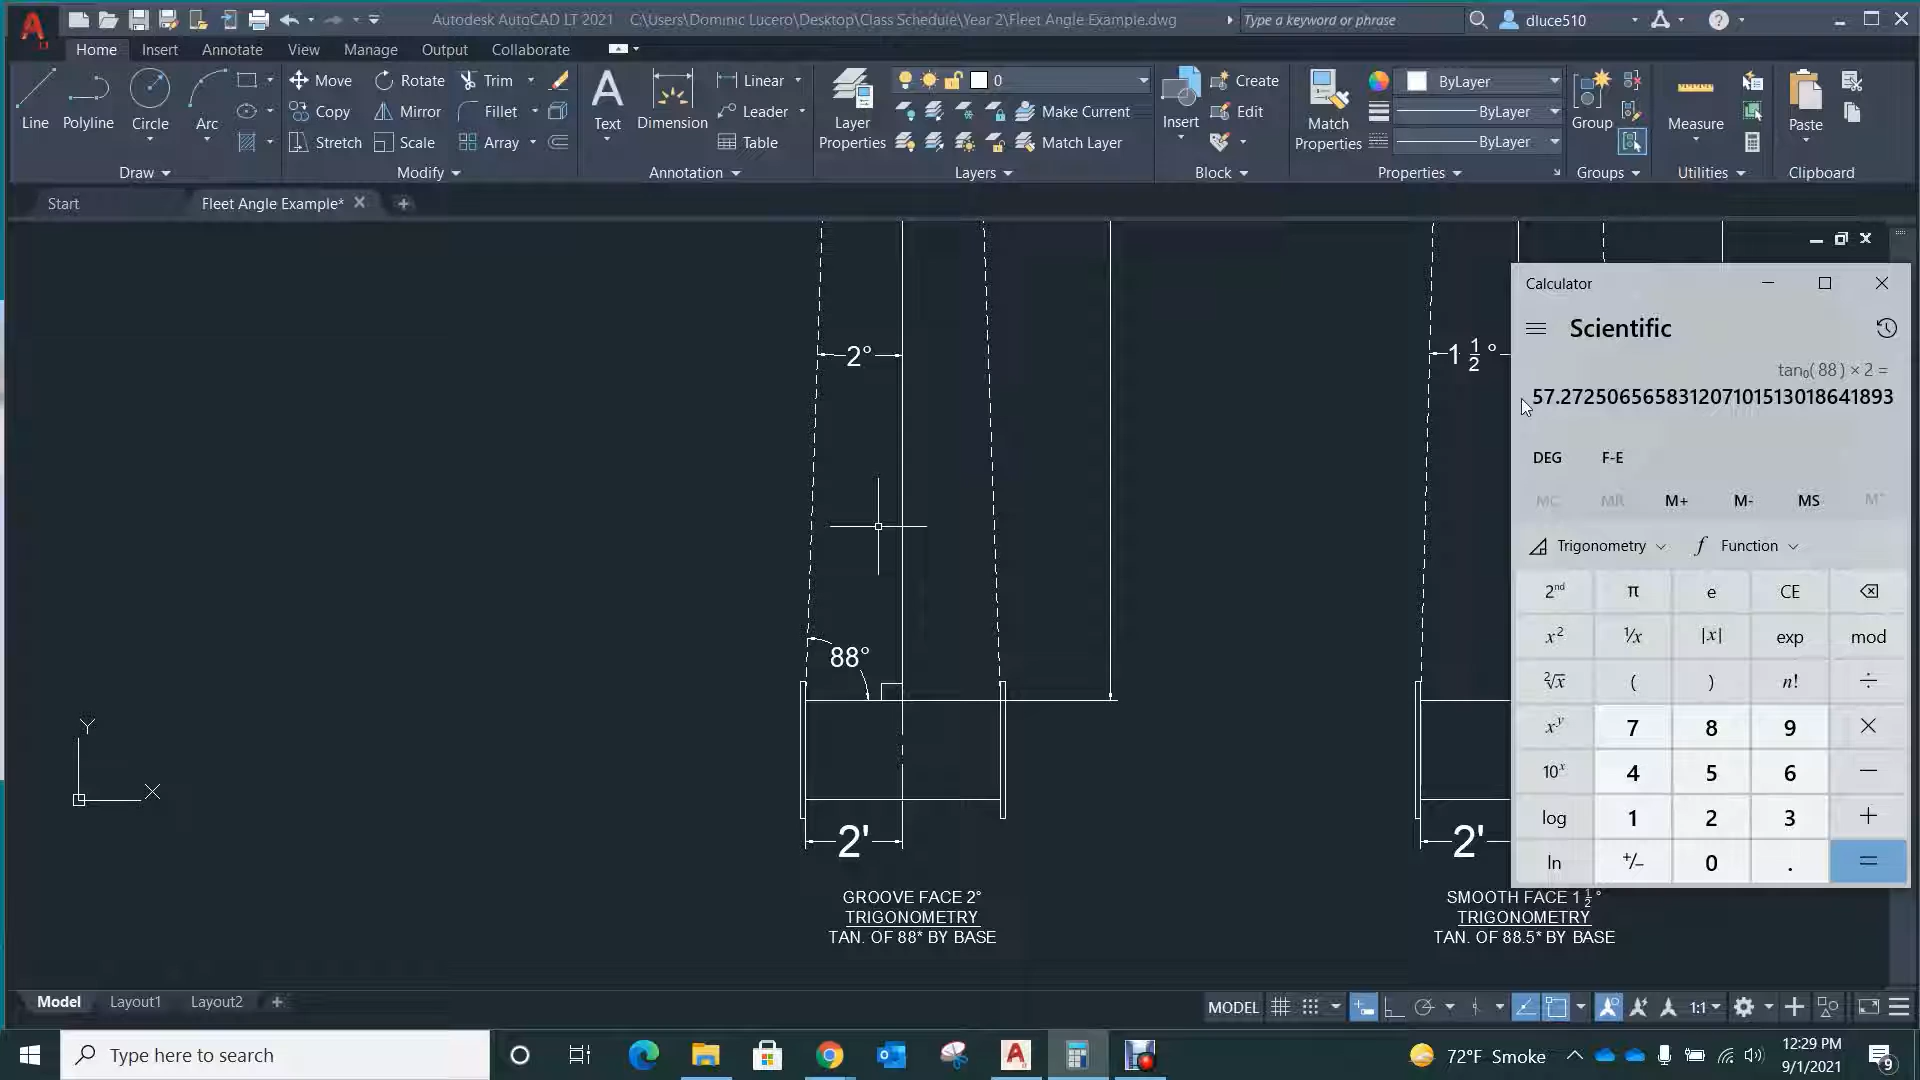 Autodesk AutoCAD LT 2021 C:\Users\Dominic Lucero\Desktop\Class Schedule\Year 2\Fleet Angle Example.dwg
Type a keyword or phrase
dluce510
Home Insert Annotate View Manage Output Collaborate
Line Polyline Circle Arc
Draw
Move Rotate Trim
Copy Mirror Fillet
Stretch Scale Array
Modify
Text Dimension
Linear
Leader
Table
Annotation
Layer Properties
0
Make Current
Match Layer
Layers
Insert
Create
Edit
Block
Match Properties
ByLayer
ByLayer
ByLayer
Properties
Group
Groups
Measure
Utilities
Paste
Clipboard
Start Fleet Angle Example*
2°
88°
2'
GROOVE FACE 2°
TRIGONOMETRY
TAN. OF 88* BY BASE
1 1/2 °
2'
SMOOTH FACE 1 1/2 °
TRIGONOMETRY
TAN. OF 88.5* BY BASE
Y
X
Calculator
Scientific
tan₀( 88 ) × 2 =
57.272506565831207101513018641893
DEG F-E
MC MR M+ M- MS M˅
Trigonometry f Function
2ⁿᵈ π e CE
x² ¹/x |x| exp mod
²√x ( ) n! ÷
xʸ 7 8 9 ×
10ˣ 4 5 6 −
log 1 2 3 +
ln +/− 0 . =
Model Layout1 Layout2 +
MODEL 1:1
Type here to search
72°F Smoke
12:29 PM
9/1/2021
9